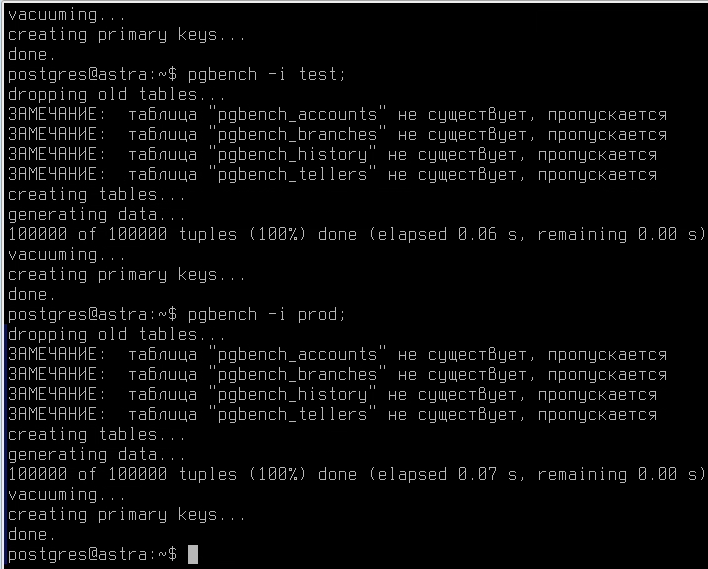 vacuuming...
creating primary keys...
done.
postgres@astra:~$ pgbench -i test;
dropping old tables...
ЗАМЕЧАНИЕ:  таблица "pgbench_accounts" не существует, пропускается
ЗАМЕЧАНИЕ:  таблица "pgbench_branches" не существует, пропускается
ЗАМЕЧАНИЕ:  таблица "pgbench_history" не существует, пропускается
ЗАМЕЧАНИЕ:  таблица "pgbench_tellers" не существует, пропускается
creating tables...
generating data...
100000 of 100000 tuples (100%) done (elapsed 0.06 s, remaining 0.00 s)
vacuuming...
creating primary keys...
done.
postgres@astra:~$ pgbench -i prod;
dropping old tables...
ЗАМЕЧАНИЕ:  таблица "pgbench_accounts" не существует, пропускается
ЗАМЕЧАНИЕ:  таблица "pgbench_branches" не существует, пропускается
ЗАМЕЧАНИЕ:  таблица "pgbench_history" не существует, пропускается
ЗАМЕЧАНИЕ:  таблица "pgbench_tellers" не существует, пропускается
creating tables...
generating data...
100000 of 100000 tuples (100%) done (elapsed 0.07 s, remaining 0.00 s)
vacuuming...
creating primary keys...
done.
postgres@astra:~$